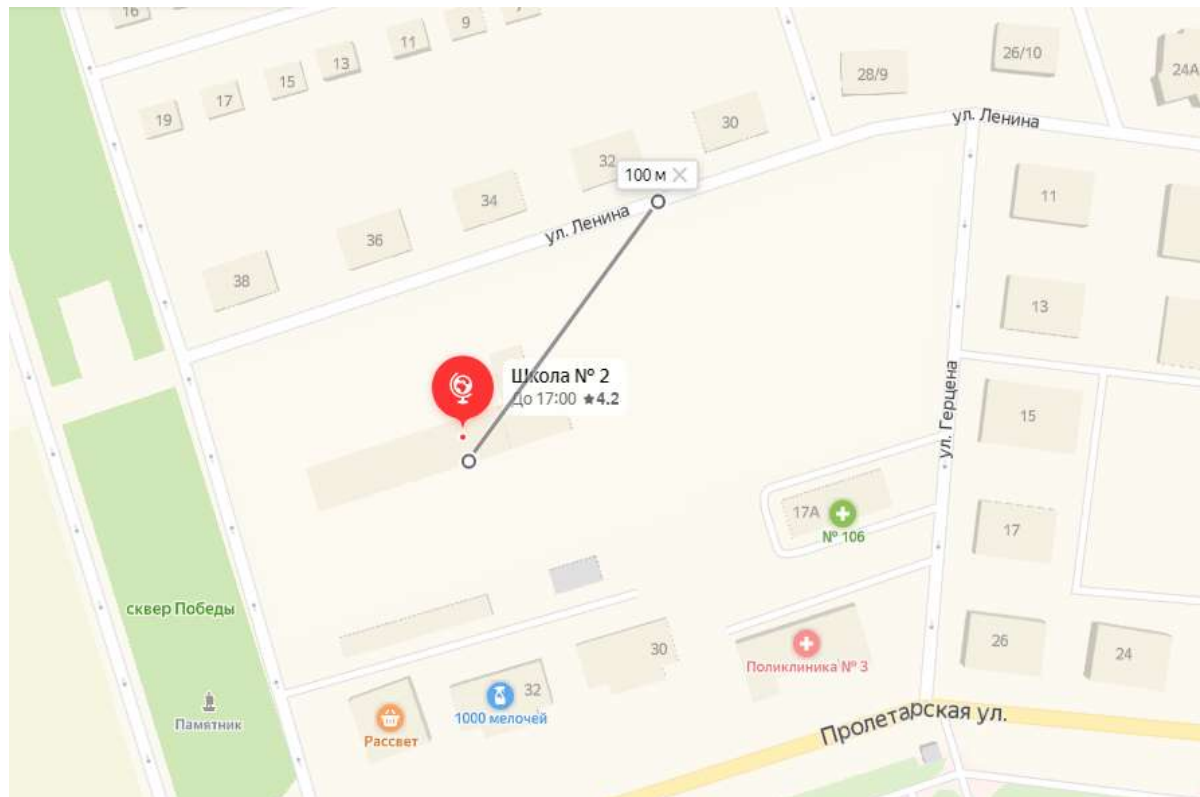 16
9
11
13
15
17
19
26/10
28/9
24А
30
ул. Ленина
32
100 м
34
11
ул. Ленина
36
38
13
Школа № 2
До 17:00 ★4.2
ул. Герцена
15
17А
№ 106
17
сквер Победы
26
24
30
Поликлиника № 3
32
1000 мелочей
Памятник
Рассвет
Пролетарская ул.